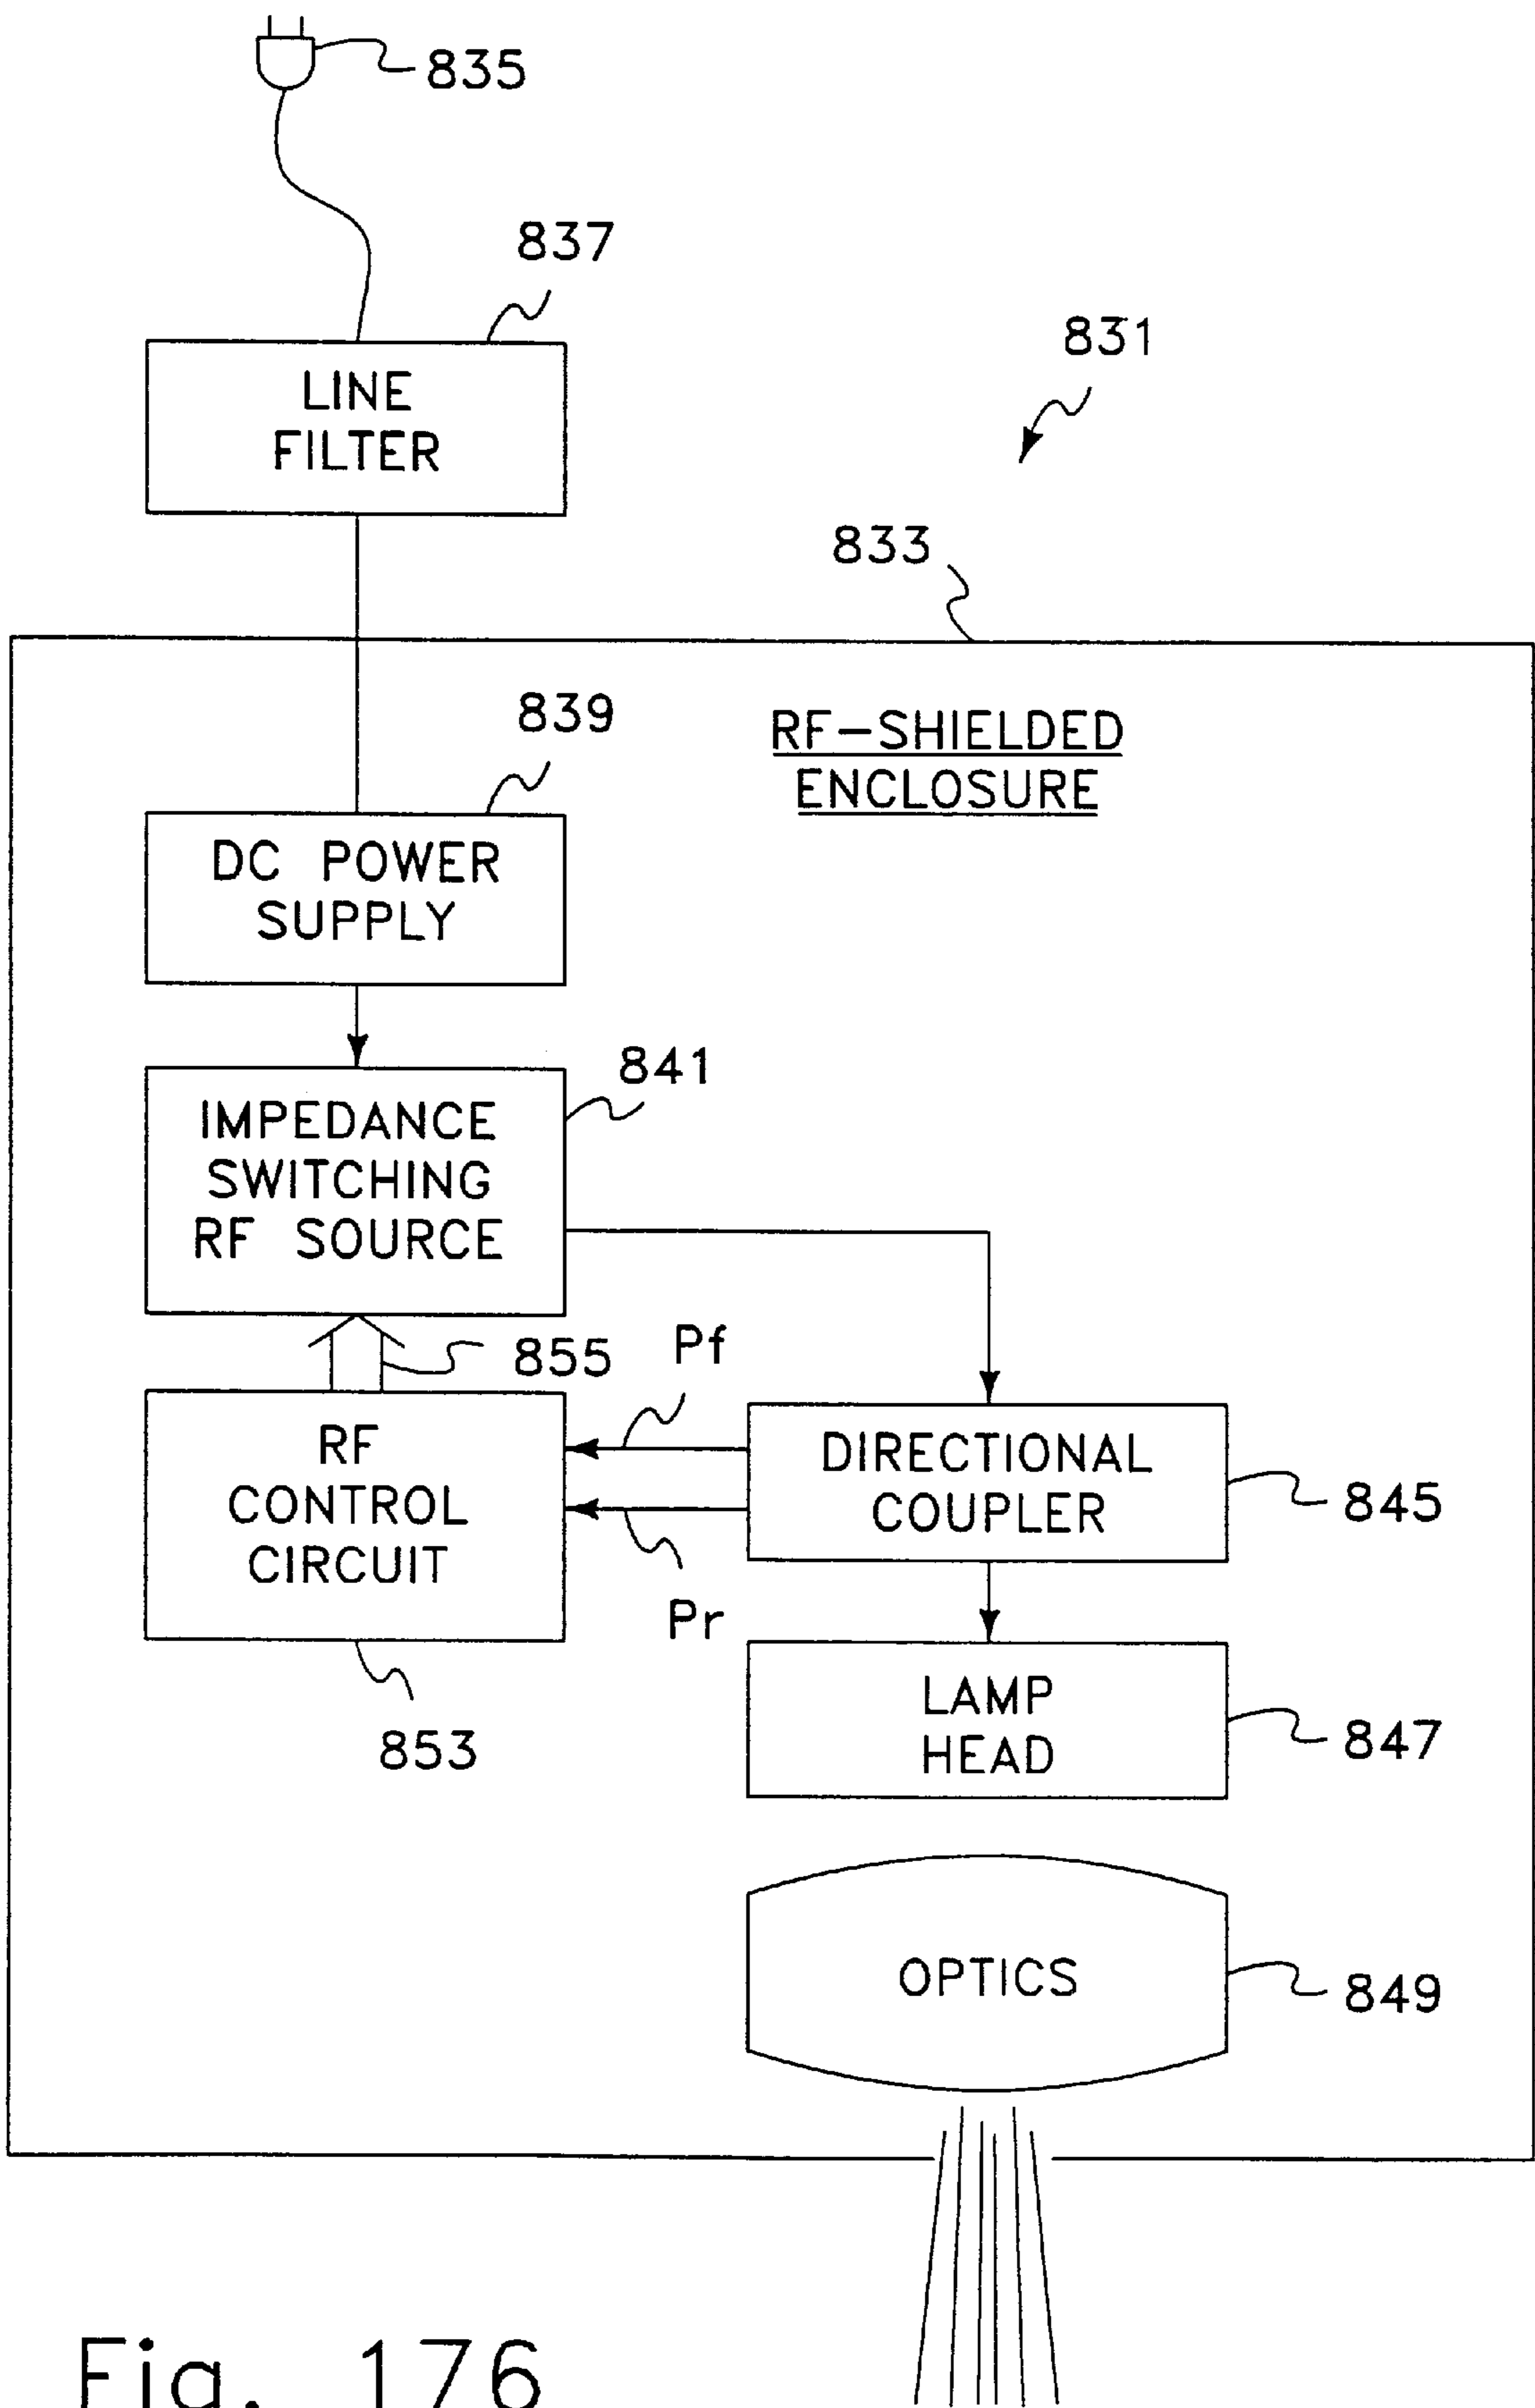 835
837
LINE
FILTER
831
833
RF-SHIELDED
ENCLOSURE
839
DC POWER
SUPPLY
841
IMPEDANCE
SWITCHING
RF SOURCE
855
Pf
RF
CONTROL
CIRCUIT
DIRECTIONAL
COUPLER
845
Pr
853
LAMP
HEAD
847
OPTICS
849
Fig. 176